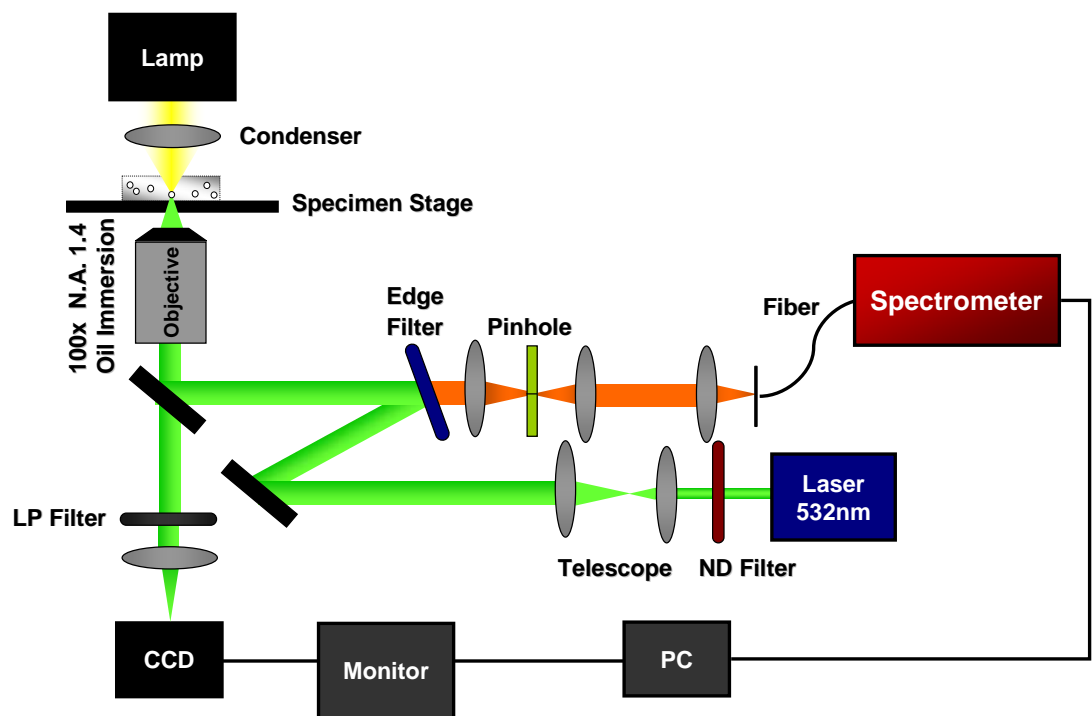 Lamp
Condenser
Specimen Stage
100x N.A. 1.4
Oil Immersion
Objective
Edge
Filter
Pinhole
Fiber
Spectrometer
LP Filter
Laser
532nm
Telescope
ND Filter
CCD
Monitor
PC